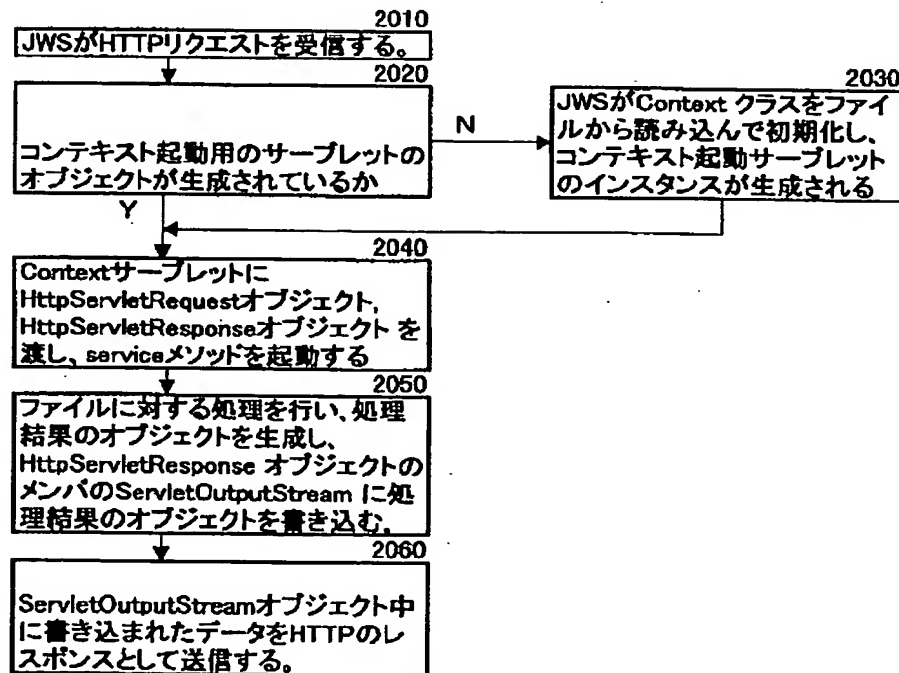 2010
JWSがHTTPリクエストを受信する。
2020
コンテキスト起動用のサーブレットの
オブジェクトが生成されているか
N
2030
JWSがContext クラスをファイ
ルから読み込んで初期化し、
コンテキスト起動サーブレット
のインスタンスが生成される
Y
2040
Contextサーブレットに
HttpServletRequestオブジェクト,
HttpServletResponseオブジェクト を
渡し、serviceメソッドを起動する
2050
ファイルに対する処理を行い、処理
結果のオブジェクトを生成し、
HttpServletResponse オブジェクトの
メンバのServletOutputStream に処
理結果のオブジェクトを書き込む.
2060
ServletOutputStreamオブジェクト中
に書き込まれたデータをHTTPのレ
スポンスとして送信する。